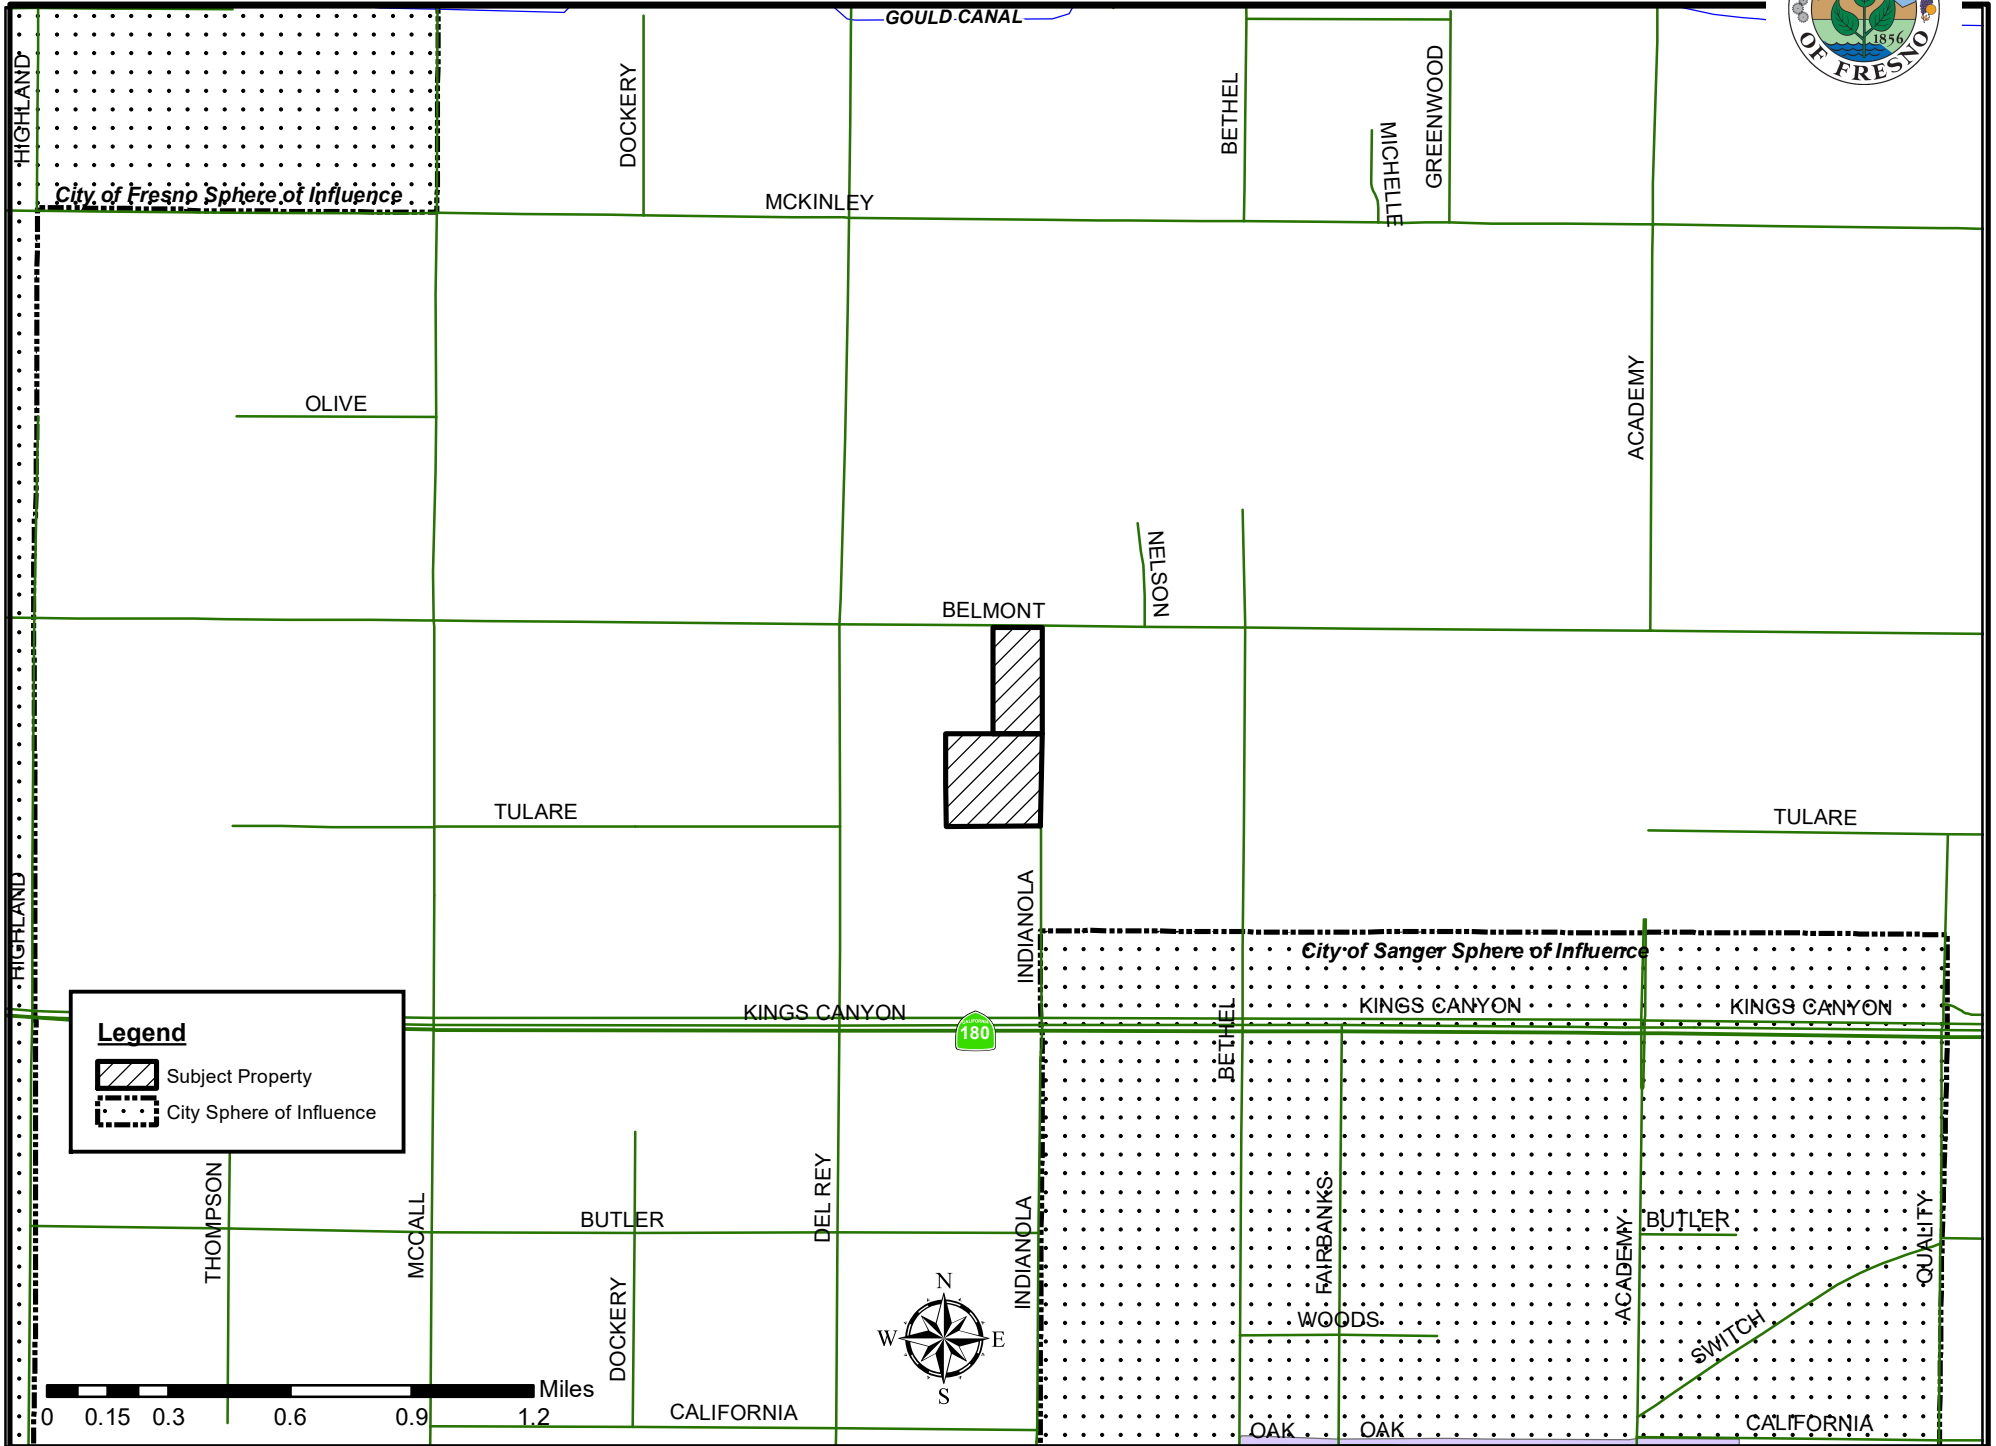 GOULD CANAL
1856
OF FRESNO
HIGHLAND
DOCKERY
BETHEL
GREENWOOD
MICHELLE
City of Fresno Sphere of Influence
MCKINLEY
OLIVE
ACADEMY
NELSON
BELMONT
TULARE
TULARE
HIGHLAND
INDIANOLA
City of Sanger Sphere of Influence
KINGS CANYON
KINGS CANYON
KINGS CANYON
180
BETHEL
Legend
Subject Property
City Sphere of Influence
THOMPSON
MCCALL
BUTLER
DEL REY
INDIANOLA
FAIRBANKS
ACADEMY
BUTLER
QUALITY
DOCKERY
N
W
E
S
WOODS
SWITCH
Miles
0 0.15 0.3 0.6 0.9 1.2
CALIFORNIA
OAK
OAK
CALIFORNIA